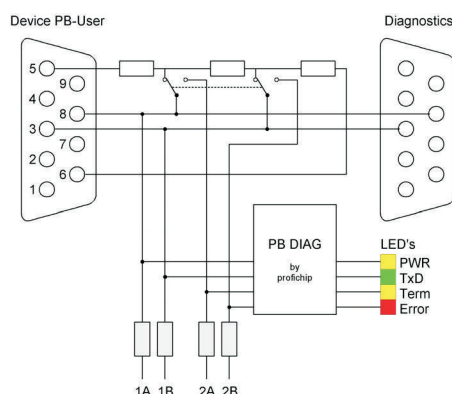 Device PB-User
Diagnostics
5
9
4
8
3
7
2
6
1
PB DIAG
by
profichip
LED's
PWR
TxD
Term
Error
1A 1B 2A 2B